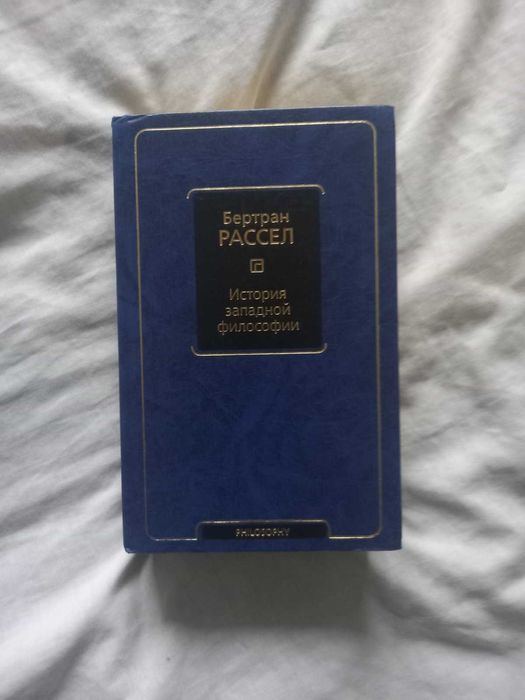 Бертран
РАССЕЛ
История
западной
философии
PHILOSOPHY